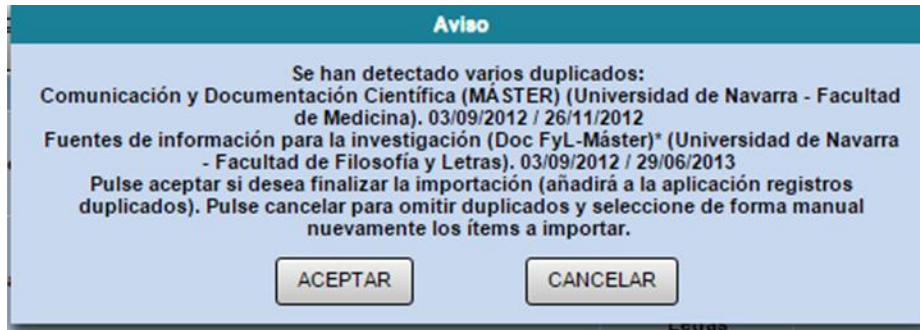 Aviso
Se han detectado varios duplicados:
Comunicación y Documentación Científica (MÁSTER) (Universidad de Navarra - Facultad
de Medicina). 03/09/2012 / 26/11/2012
Fuentes de información para la investigación (Doc FyL-Máster)* (Universidad de Navarra
- Facultad de Filosofía y Letras). 03/09/2012 / 29/06/2013
Pulse aceptar si desea finalizar la importación (añadirá a la aplicación registros
duplicados). Pulse cancelar para omitir duplicados y seleccione de forma manual
nuevamente los ítems a importar.
ACEPTAR CANCELAR
Letras